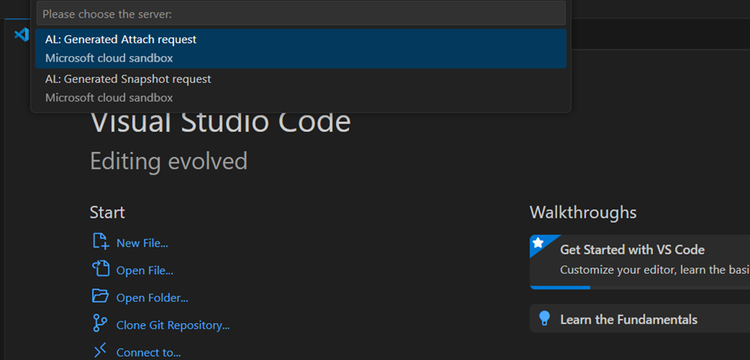 Please choose the server:
AL: Generated Attach request
Microsoft cloud sandbox
AL: Generated Snapshot request
Microsoft cloud sandbox
Visual Studio Code
Editing evolved
Start
New File...
Open File...
Open Folder...
Clone Git Repository...
Connect to...
Walkthroughs
Get Started with VS Code
Customize your editor, learn the basi
Learn the Fundamentals